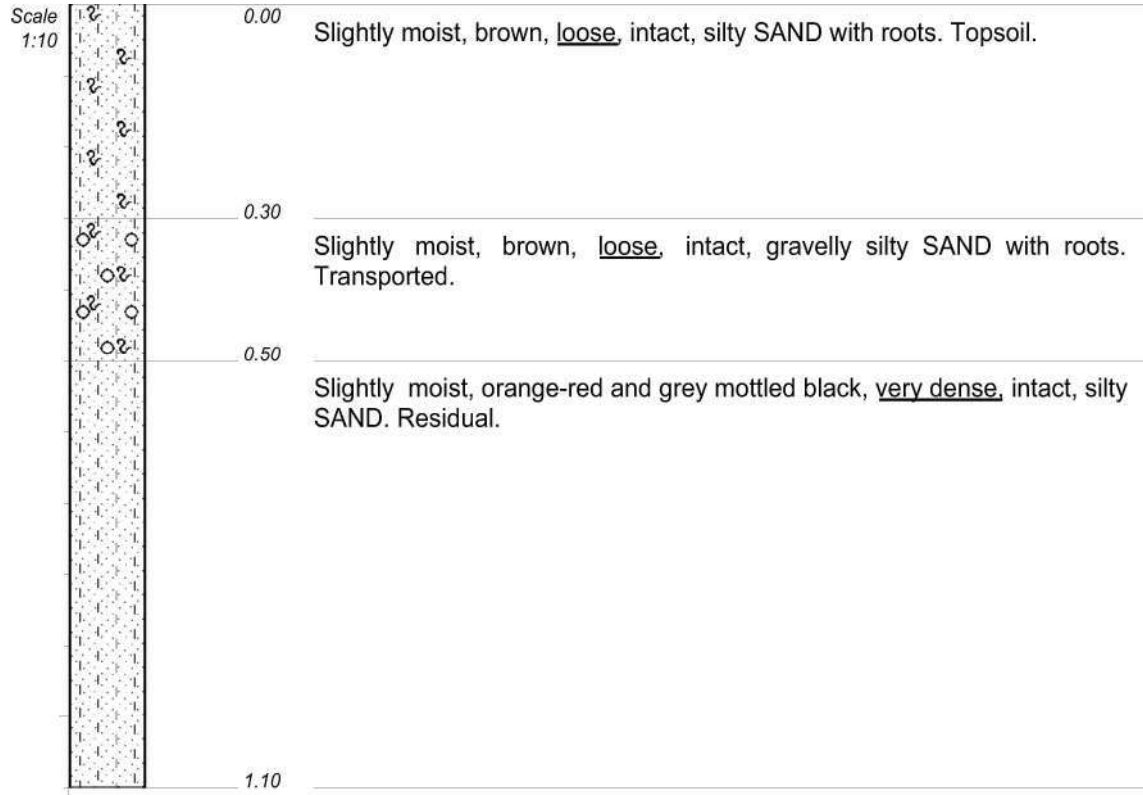 Scale
1:10
0.00
Slightly moist, brown, loose, intact, silty SAND with roots. Topsoil.
0.30
Slightly moist, brown, loose, intact, gravelly silty SAND with roots.
Transported.
0.50
Slightly moist, orange-red and grey mottled black, very dense, intact, silty
SAND. Residual.
1.10